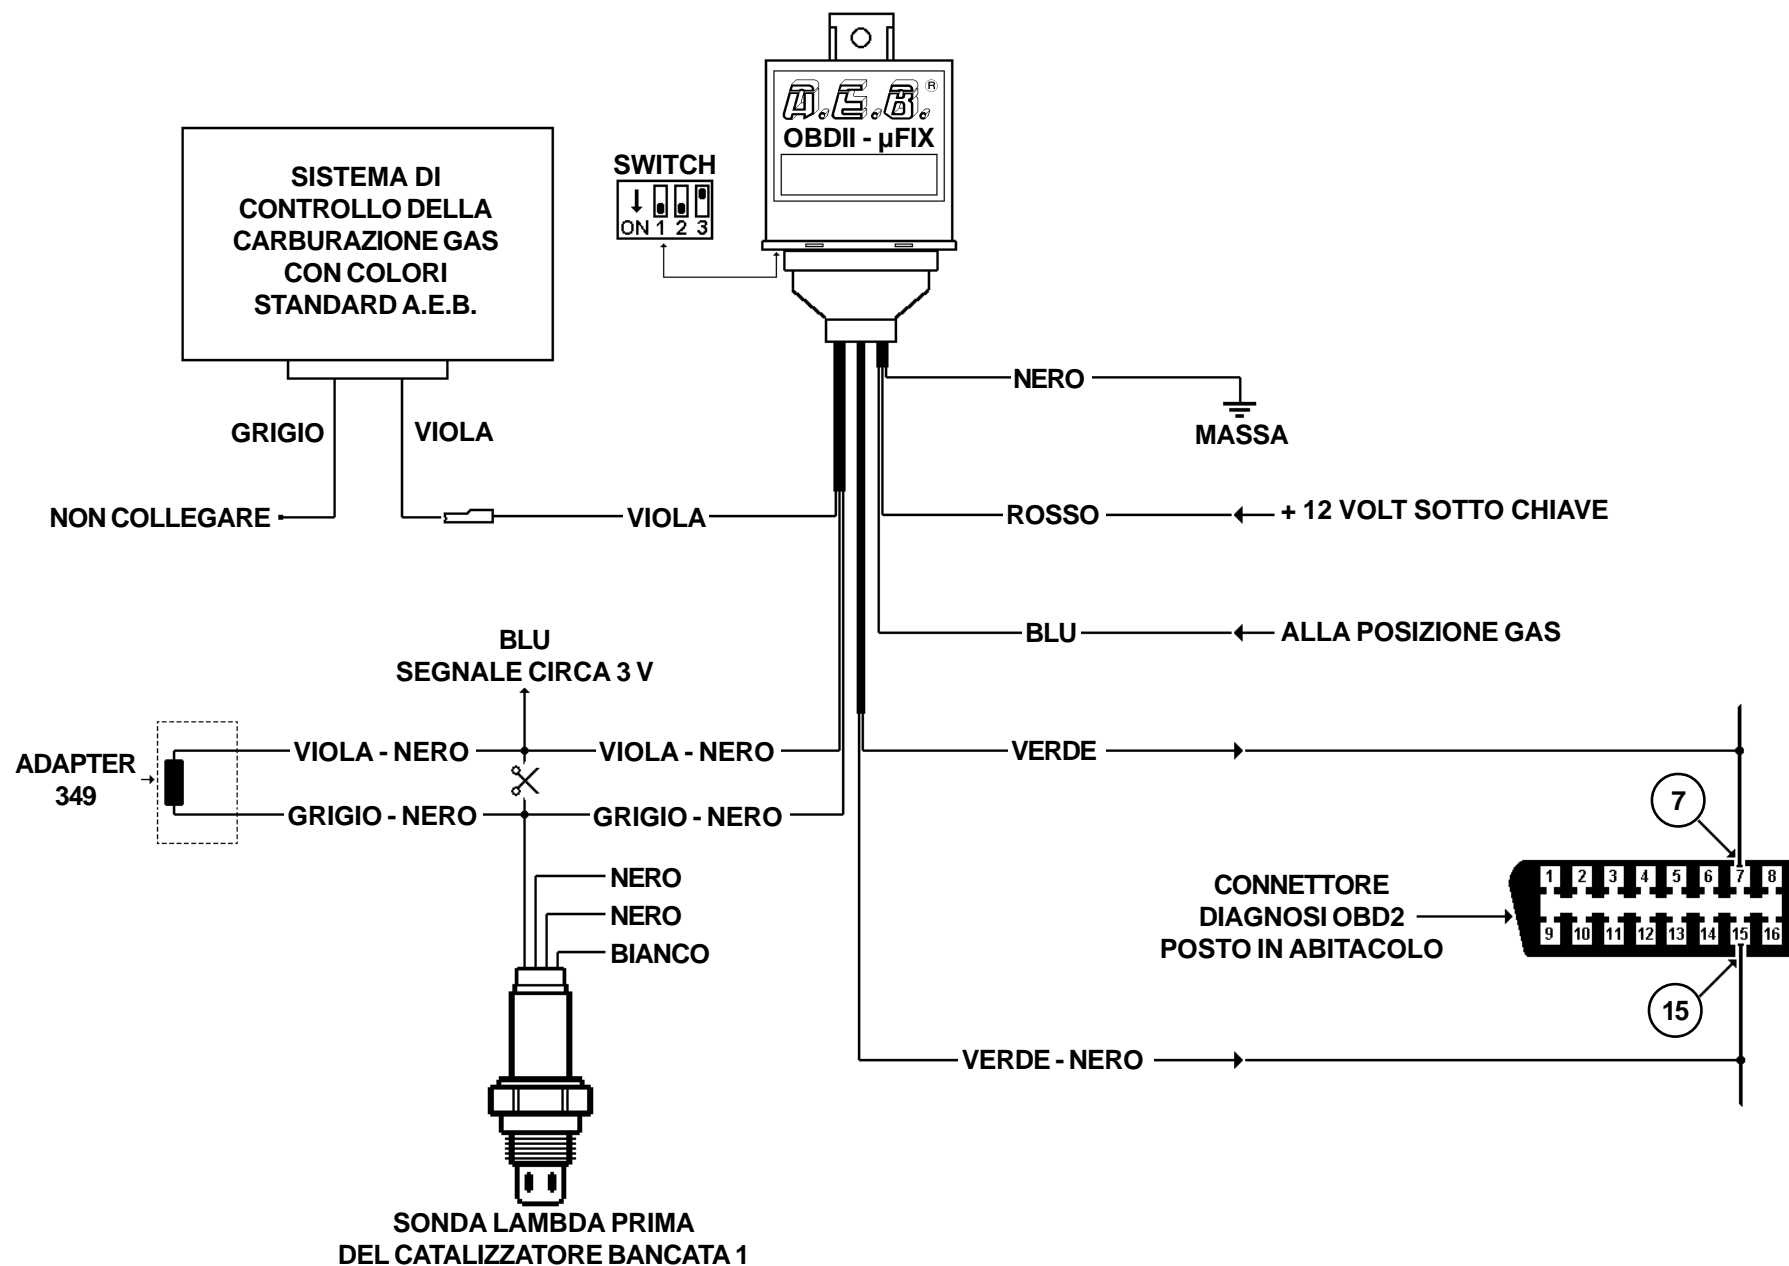 A.E.B.®
OBDII - µFIX
SWITCH
ON 1 2 3
SISTEMA DI
CONTROLLO DELLA
CARBURAZIONE GAS
CON COLORI
STANDARD A.E.B.
GRIGIO
VIOLA
NON COLLEGARE
VIOLA
NERO
MASSA
ROSSO
+ 12 VOLT SOTTO CHIAVE
BLU
ALLA POSIZIONE GAS
BLU
SEGNALE CIRCA 3 V
ADAPTER
349
VIOLA - NERO
VIOLA - NERO
GRIGIO - NERO
GRIGIO - NERO
VERDE
7
NERO
NERO
BIANCO
CONNETTORE
DIAGNOSI OBD2
POSTO IN ABITACOLO
1 2 3 4 5 6 7 8
9 10 11 12 13 14 15 16
15
VERDE - NERO
SONDA LAMBDA PRIMA
DEL CATALIZZATORE BANCATA 1